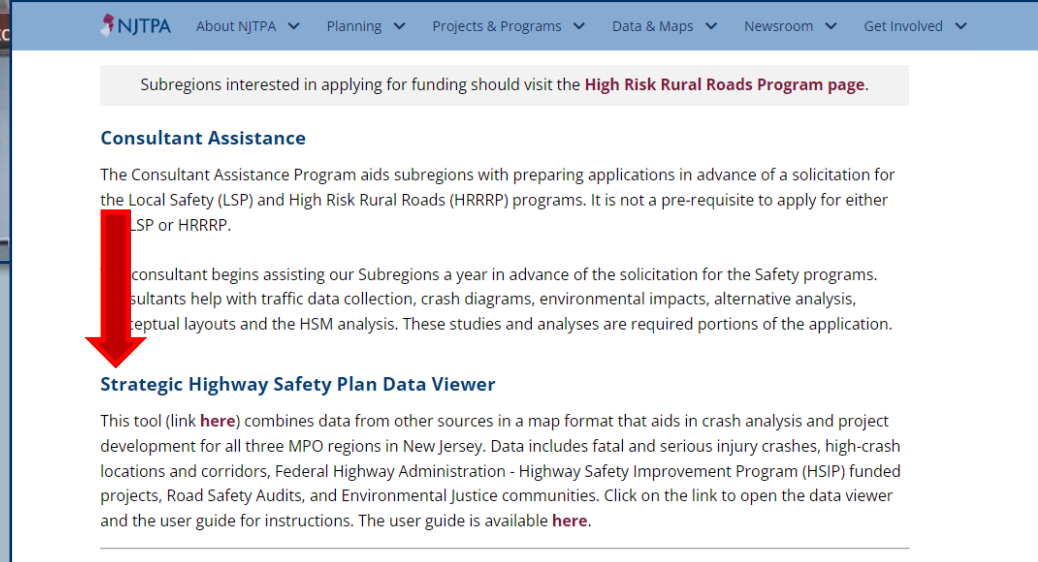 NJTPA About NJTPA Planning Projects & Programs Data & Maps Newsroom Get Involved
Subregions interested in applying for funding should visit the High Risk Rural Roads Program page.
Consultant Assistance
The Consultant Assistance Program aids subregions with preparing applications in advance of a solicitation for
the Local Safety (LSP) and High Risk Rural Roads (HRRRP) programs. It is not a pre-requisite to apply for either
LSP or HRRRP.
consultant begins assisting our Subregions a year in advance of the solicitation for the Safety programs.
sultants help with traffic data collection, crash diagrams, environmental impacts, alternative analysis,
ceptual layouts and the HSM analysis. These studies and analyses are required portions of the application.
Strategic Highway Safety Plan Data Viewer
This tool (link here) combines data from other sources in a map format that aids in crash analysis and project
development for all three MPO regions in New Jersey. Data includes fatal and serious injury crashes, high-crash
locations and corridors, Federal Highway Administration - Highway Safety Improvement Program (HSIP) funded
projects, Road Safety Audits, and Environmental Justice communities. Click on the link to open the data viewer
and the user guide for instructions. The user guide is available here.